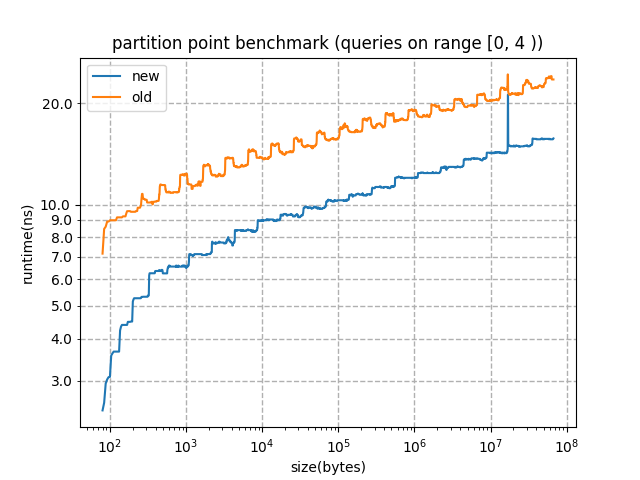 partition point benchmark (queries on range [0, 4 ))
new
old
20.0
10.0
9.0
8.0
7.0
6.0
5.0
4.0
3.0
runtime(ns)
10² 10³ 10⁴ 10⁵ 10⁶ 10⁷ 10⁸
size(bytes)